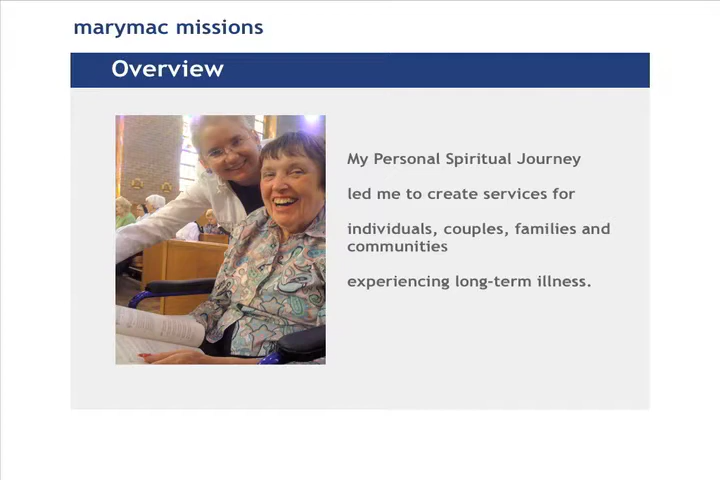 marymac missions
Overview
My Personal Spiritual Journey
led me to create services for
individuals, couples, families and
communities
experiencing long-term illness.